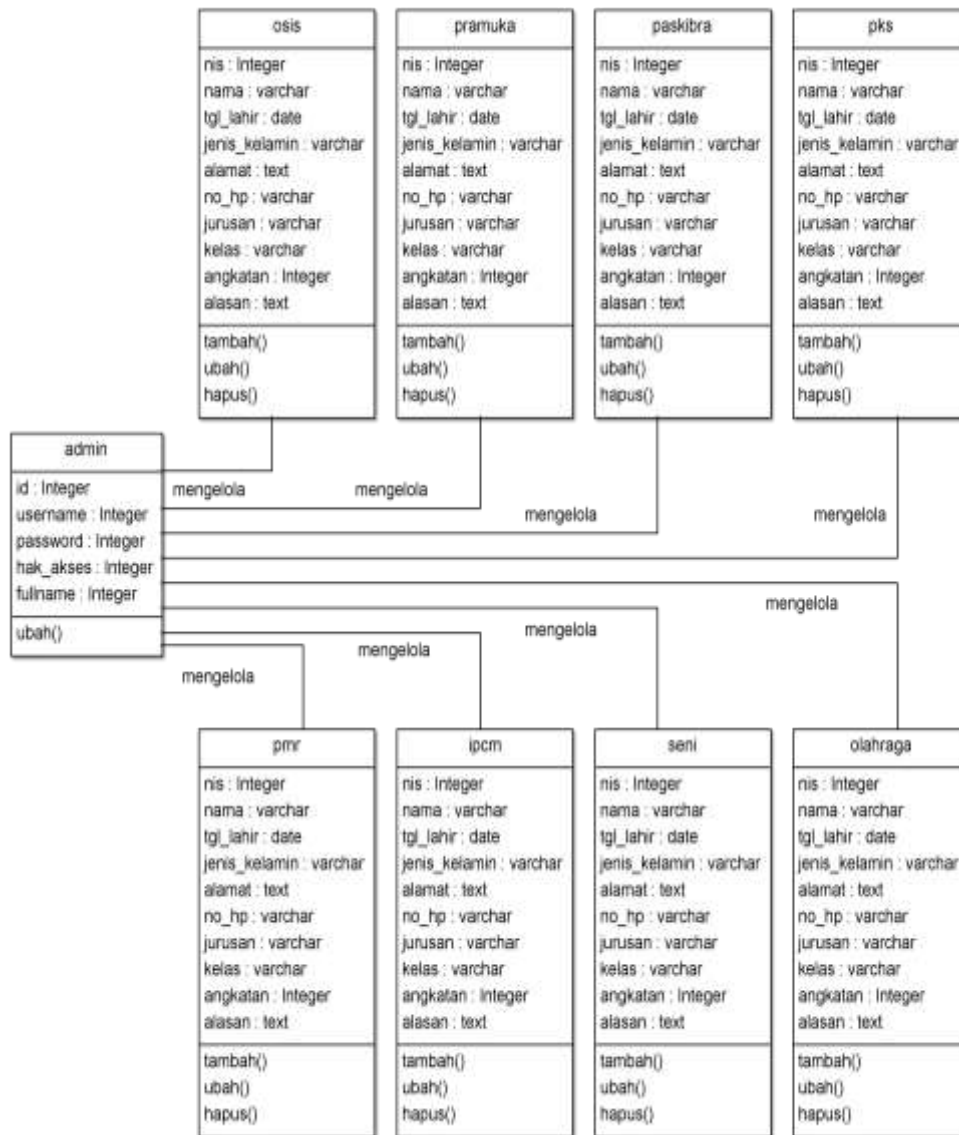 osis
nis : Integer
nama : varchar
tgl_lahir : date
jenis_kelamin : varchar
alamat : text
no_hp : varchar
jurusan : varchar
kelas : varchar
angkatan : Integer
alasan : text
tambah()
ubah()
hapus()
pramuka
nis : Integer
nama : varchar
tgl_lahir : date
jenis_kelamin : varchar
alamat : text
no_hp : varchar
jurusan : varchar
kelas : varchar
angkatan : Integer
alasan : text
tambah()
ubah()
hapus()
paskibra
nis : Integer
nama : varchar
tgl_lahir : date
jenis_kelamin : varchar
alamat : text
no_hp : varchar
jurusan : varchar
kelas : varchar
angkatan : Integer
alasan : text
tambah()
ubah()
hapus()
pks
nis : Integer
nama : varchar
tgl_lahir : date
jenis_kelamin : varchar
alamat : text
no_hp : varchar
jurusan : varchar
kelas : varchar
angkatan : Integer
alasan : text
tambah()
ubah()
hapus()
admin
id : Integer
username : Integer
password : Integer
hak_akses : Integer
fullname : Integer
ubah()
mengelola
mengelola
mengelola
mengelola
mengelola
mengelola
mengelola
mengelola
pmr
nis : Integer
nama : varchar
tgl_lahir : date
jenis_kelamin : varchar
alamat : text
no_hp : varchar
jurusan : varchar
kelas : varchar
angkatan : Integer
alasan : text
tambah()
ubah()
hapus()
ipcm
nis : Integer
nama : varchar
tgl_lahir : date
jenis_kelamin : varchar
alamat : text
no_hp : varchar
jurusan : varchar
kelas : varchar
angkatan : Integer
alasan : text
tambah()
ubah()
hapus()
seni
nis : Integer
nama : varchar
tgl_lahir : date
jenis_kelamin : varchar
alamat : text
no_hp : varchar
jurusan : varchar
kelas : varchar
angkatan : Integer
alasan : text
tambah()
ubah()
hapus()
olahraga
nis : Integer
nama : varchar
tgl_lahir : date
jenis_kelamin : varchar
alamat : text
no_hp : varchar
jurusan : varchar
kelas : varchar
angkatan : Integer
alasan : text
tambah()
ubah()
hapus()